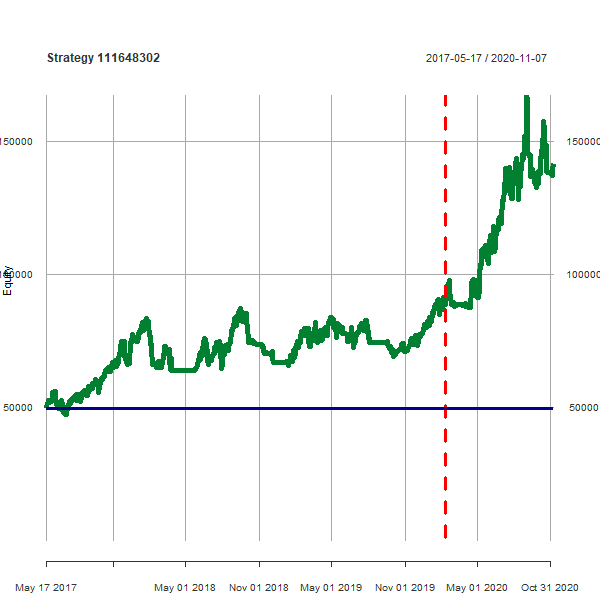 Strategy 111648302
2017-05-17 / 2020-11-07
150000 150000
100000 100000
Equity
50000 50000
May 17 2017 May 01 2018 Nov 01 2018 May 01 2019 Nov 01 2019 May 01 2020 Oct 31 2020